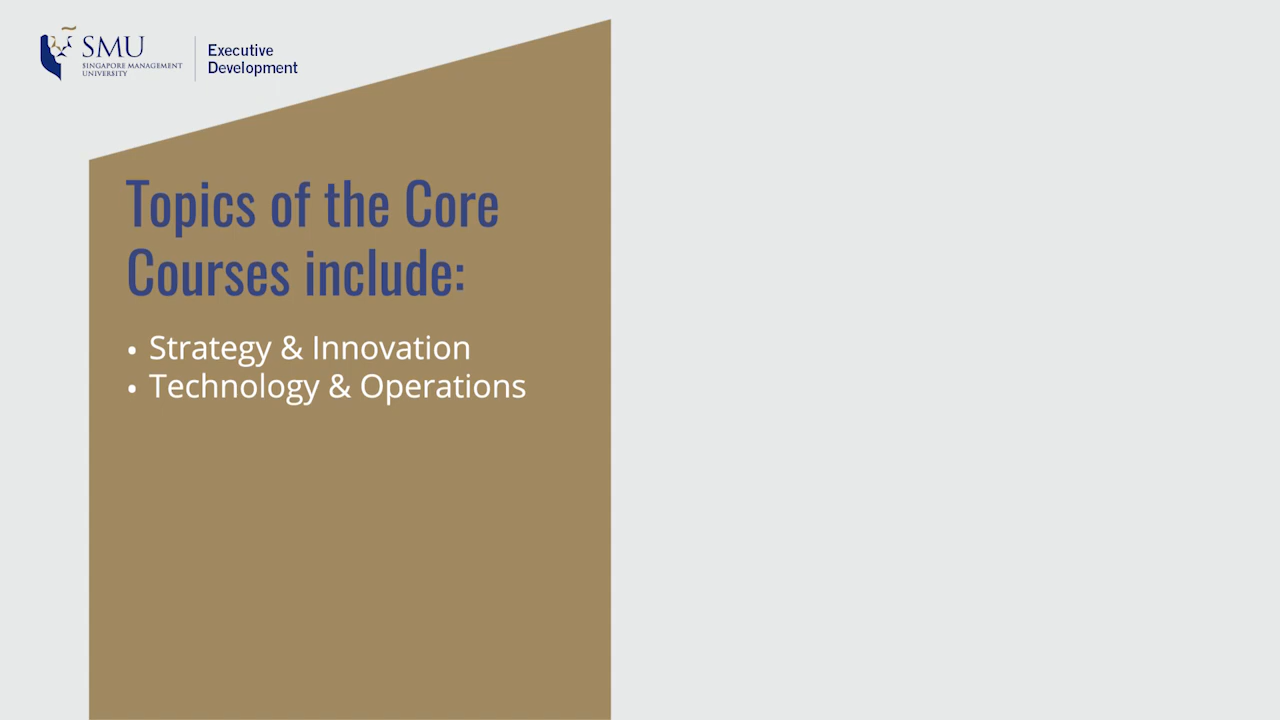 SMU
SINGAPORE MANAGEMENT
UNIVERSITY
Executive
Development
Topics of the Core
Courses include:
• Strategy & Innovation
• Technology & Operations